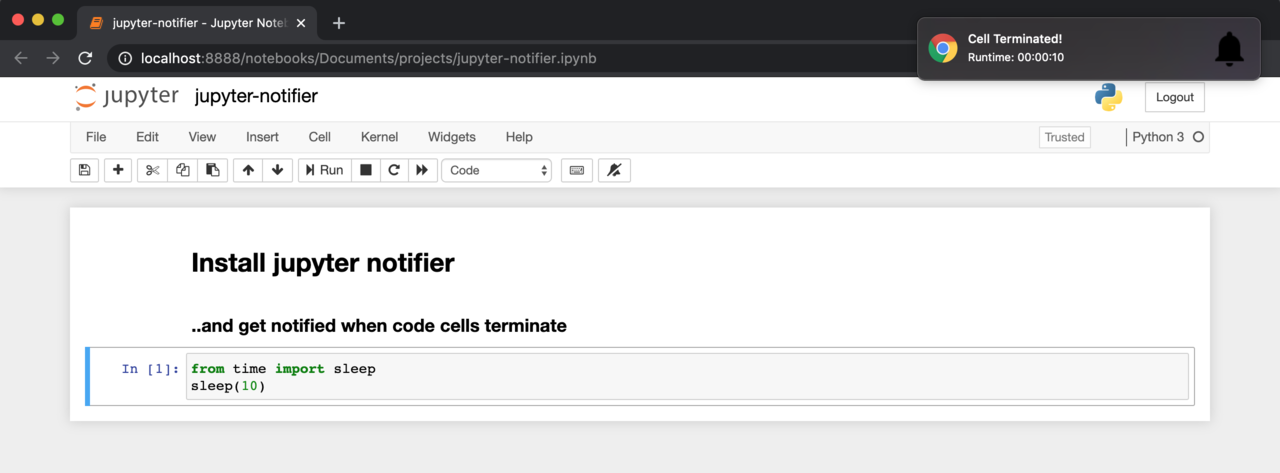 jupyter-notifier - Jupyter Note
Cell Terminated!
Runtime: 00:00:10
localhost:8888/notebooks/Documents/projects/jupyter-notifier.ipynb
jupyter jupyter-notifier
Logout
File Edit View Insert Cell Kernel Widgets Help
Trusted
Python 3
Run
Code
Install jupyter notifier
..and get notified when code cells terminate
In [1]: from time import sleep
sleep(10)